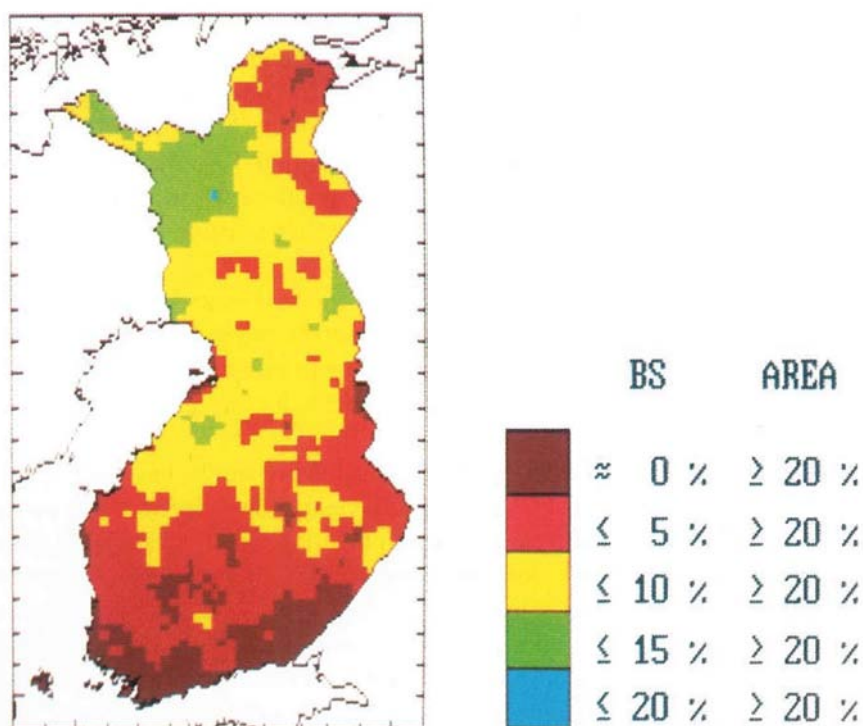 BS AREA
≈ 0 % ≥ 20 %
≤ 5 % ≥ 20 %
≤ 10 % ≥ 20 %
≤ 15 % ≥ 20 %
≤ 20 % ≥ 20 %